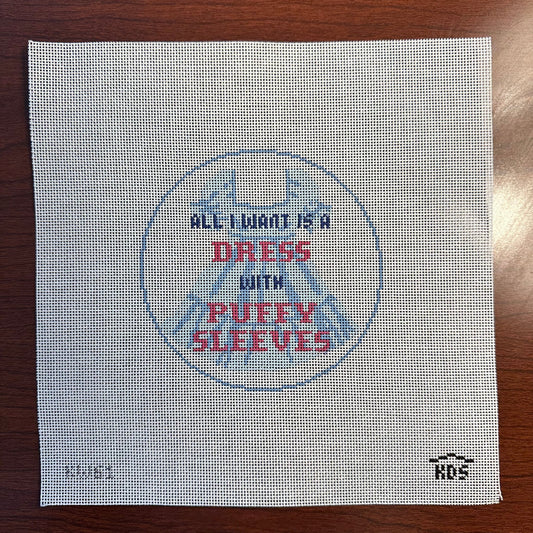 ALL I WANT IS A
DRESS
WITH
PUFFY
SLEEVES
KDS